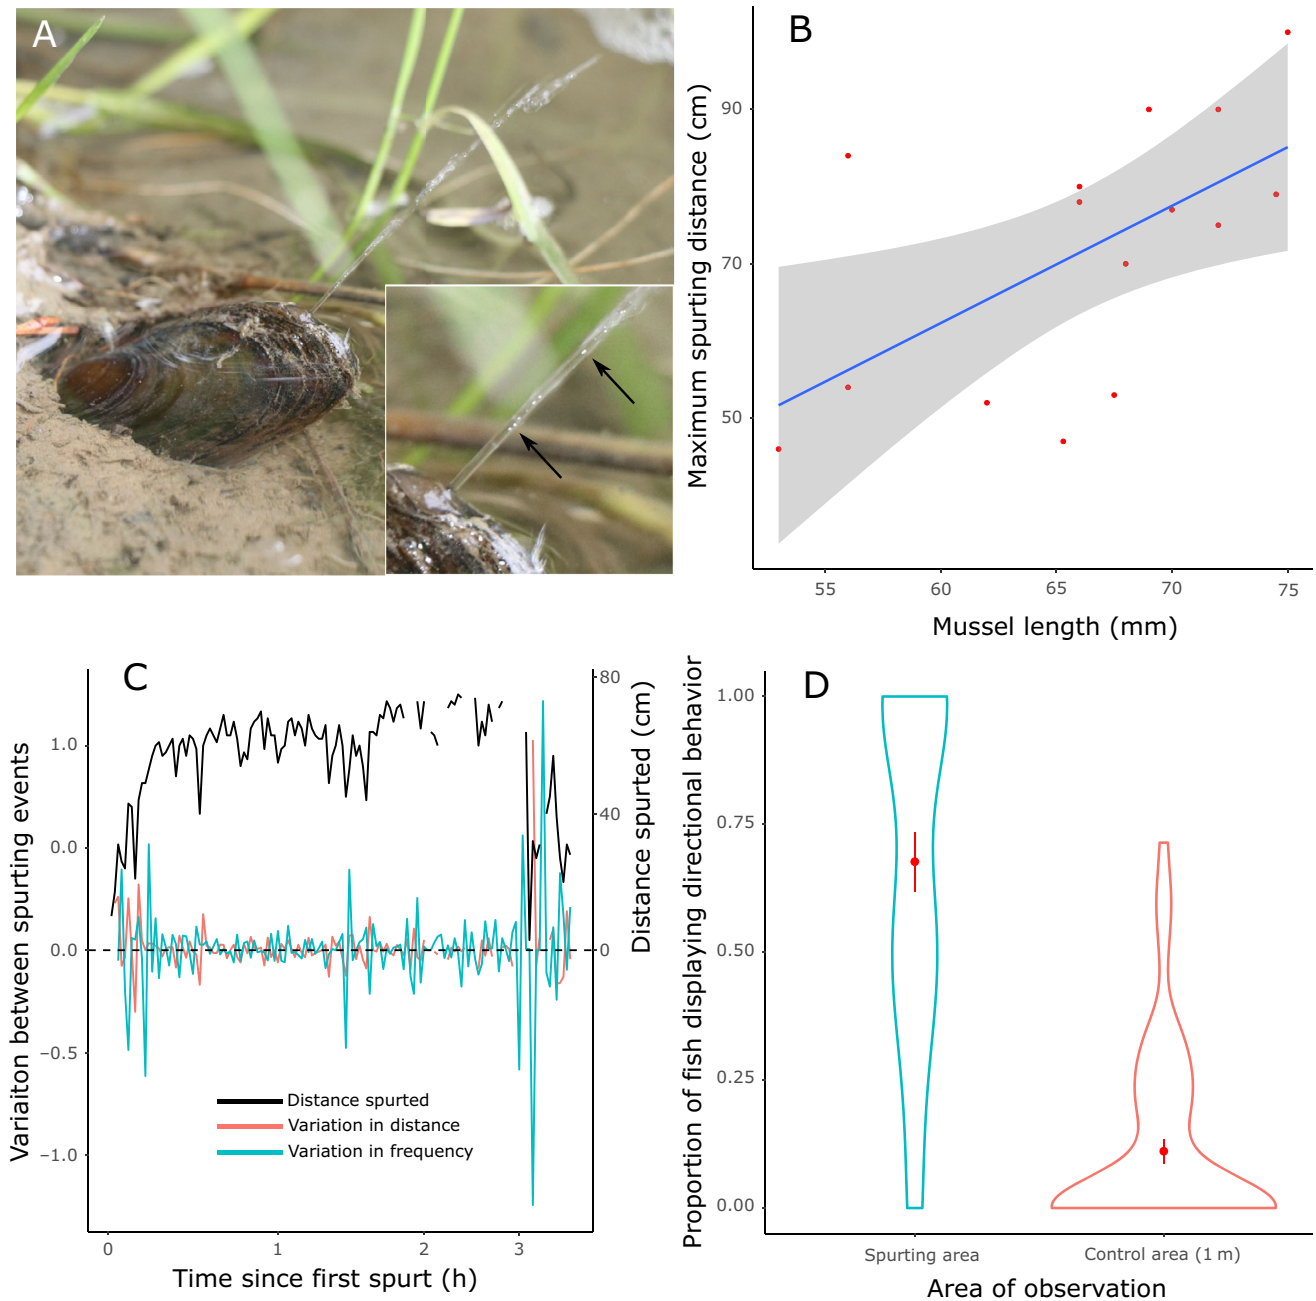 A
B
Maximum spurting distance (cm)
90
70
50
55 60 65 70 75
Mussel length (mm)
C
Variaiton between spurting events
1.0
0.0
0.0
−0.5
−1.0
80
40
0
Distance spurted (cm)
Distance spurted
Variation in distance
Variation in frequency
0 1 2 3
Time since first spurt (h)
D
Proportion of fish displaying directional behavior
1.00
0.75
0.50
0.25
0.00
Spurting area Control area (1 m)
Area of observation